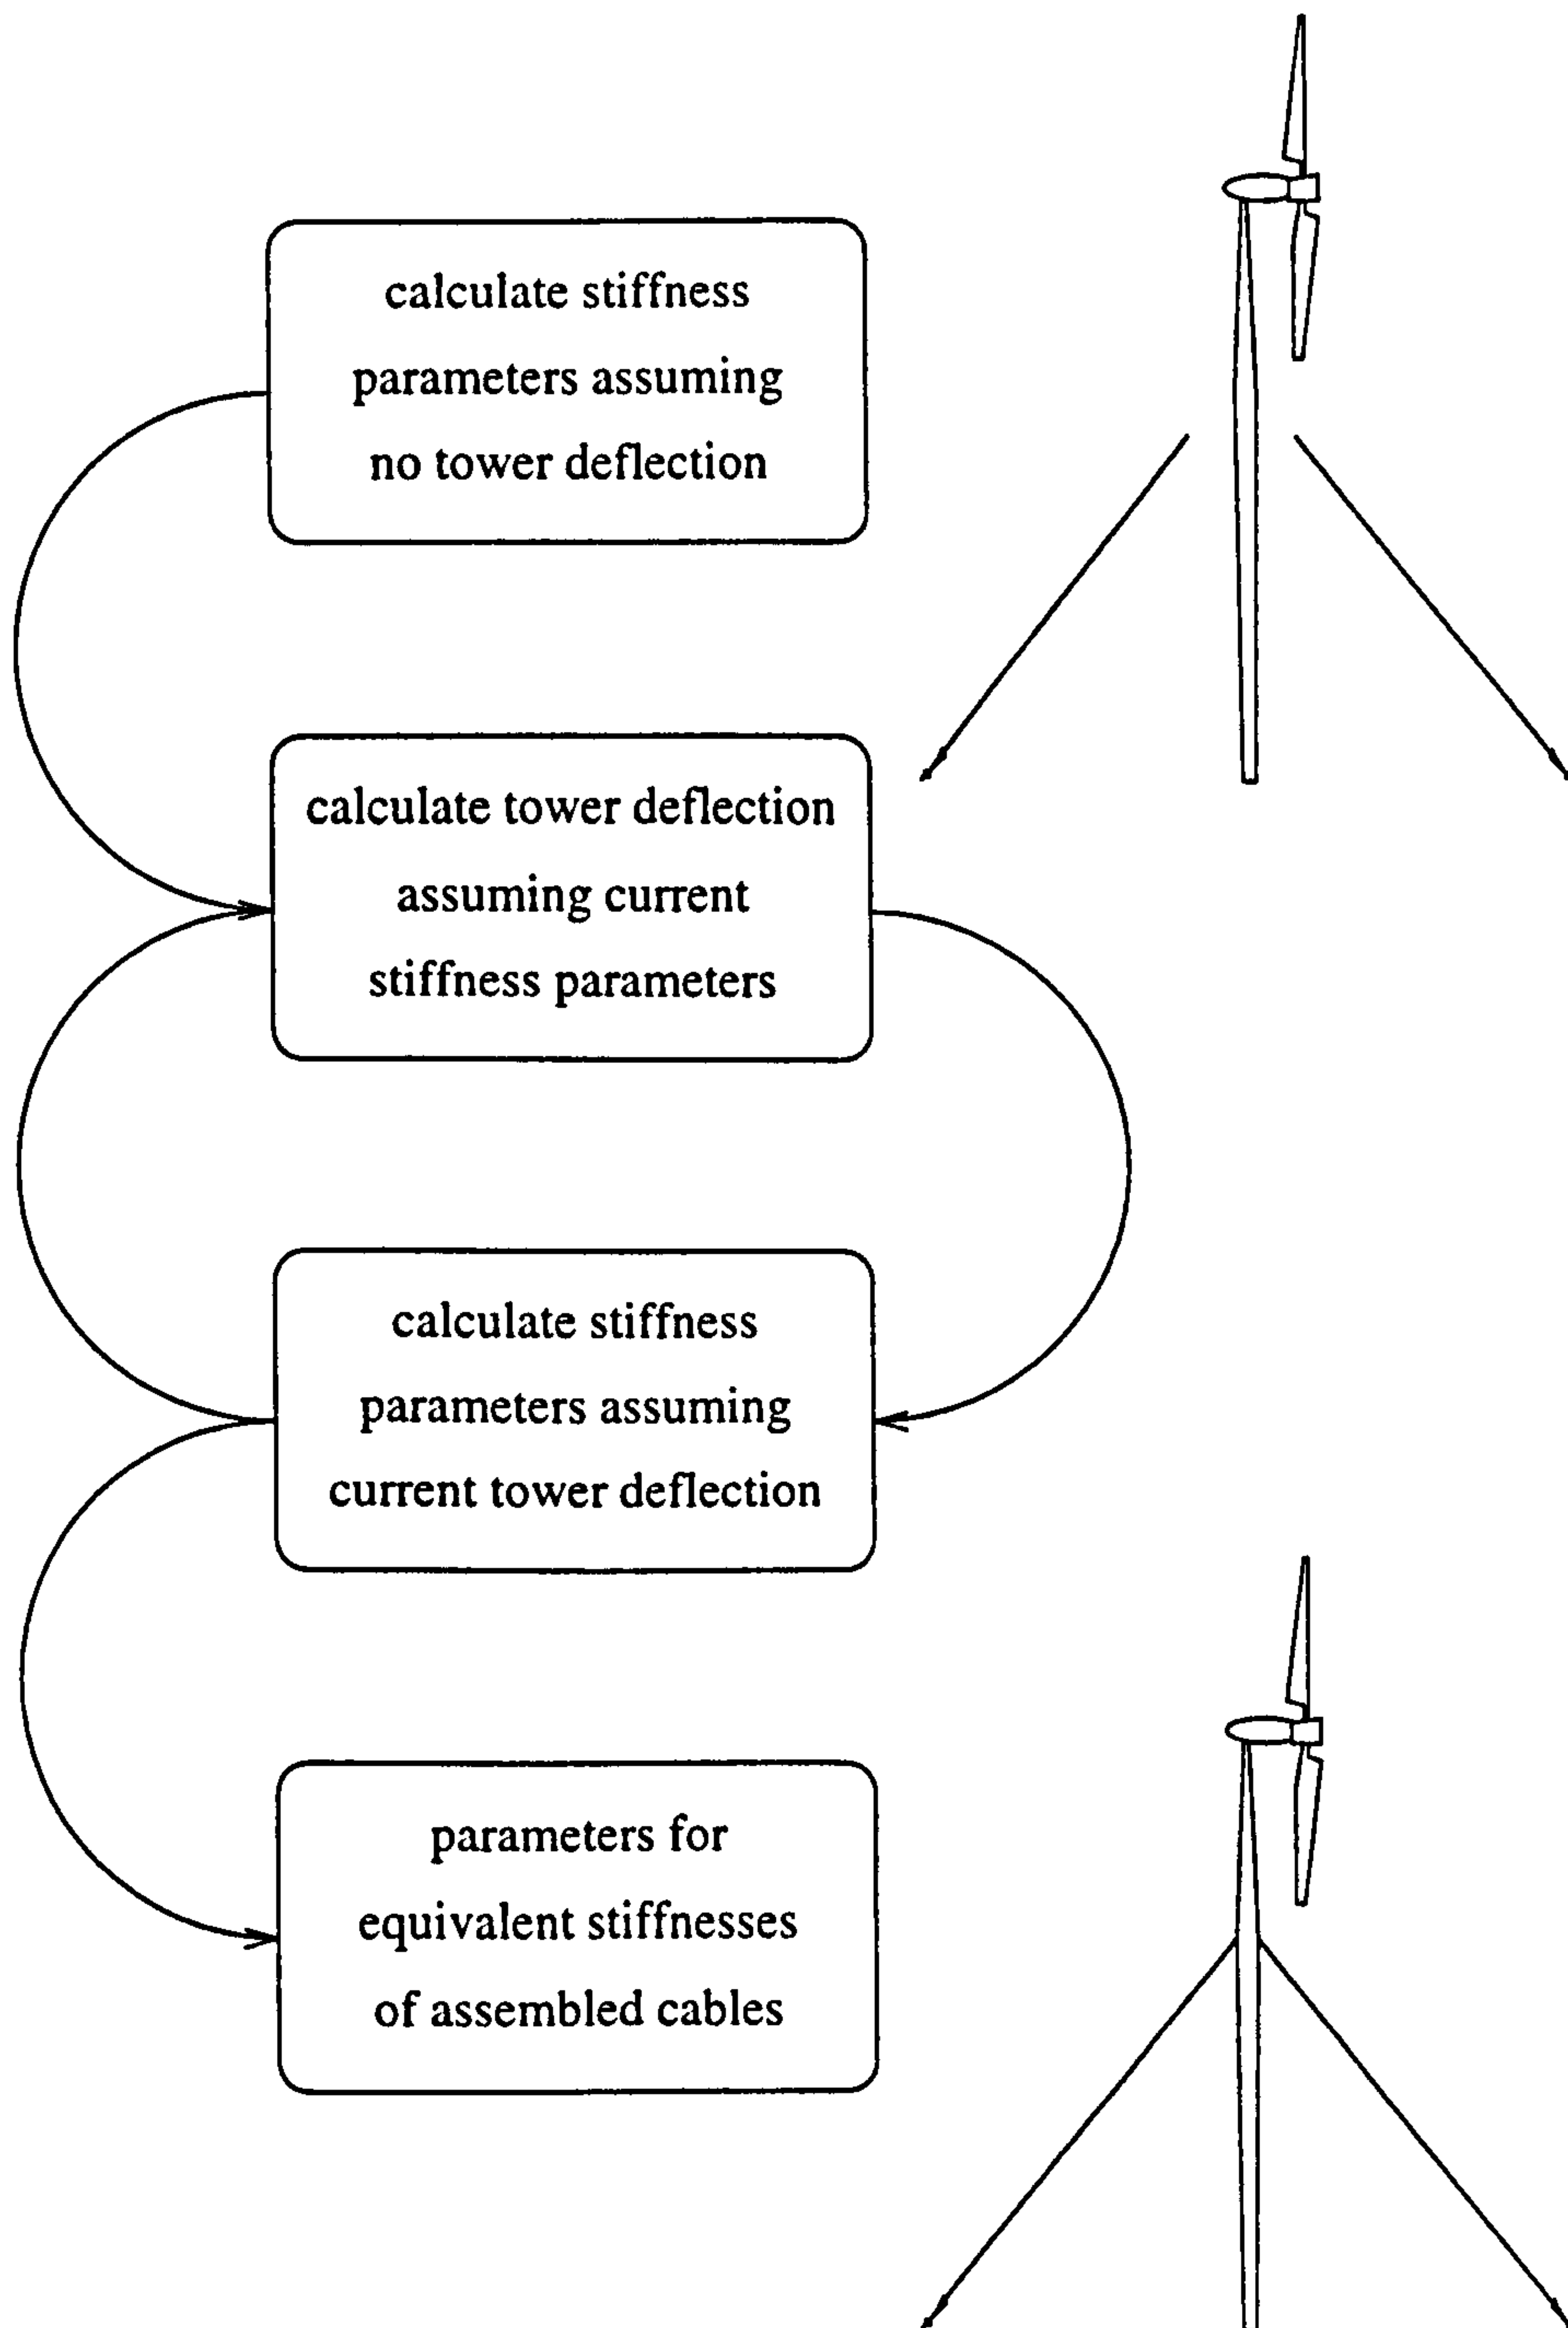 calculate stiffness
parameters assuming
no tower deflection
calculate tower deflection
assuming current
stiffness parameters
calculate stiffness
parameters assuming
current tower deflection
parameters for
equivalent stiffnesses
of assembled cables